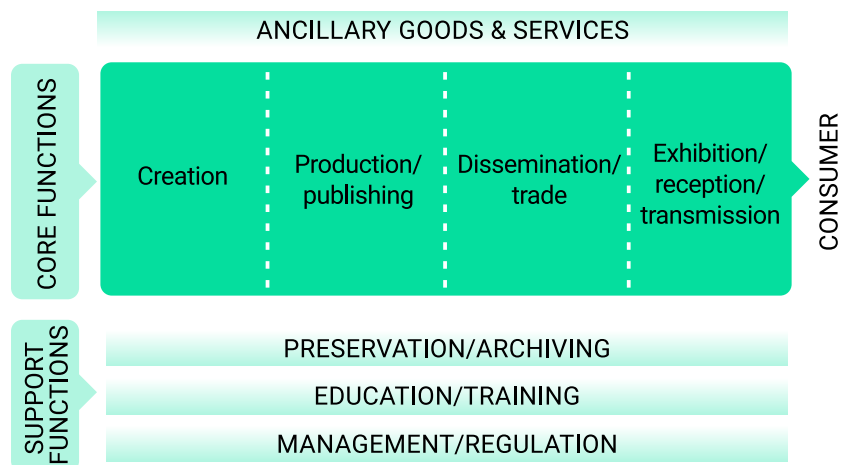 ANCILLARY GOODS & SERVICES
CORE FUNCTIONS
Creation
Production/
publishing
Dissemination/
trade
Exhibition/
reception/
transmission
CONSUMER
SUPPORT
FUNCTIONS
PRESERVATION/ARCHIVING
EDUCATION/TRAINING
MANAGEMENT/REGULATION